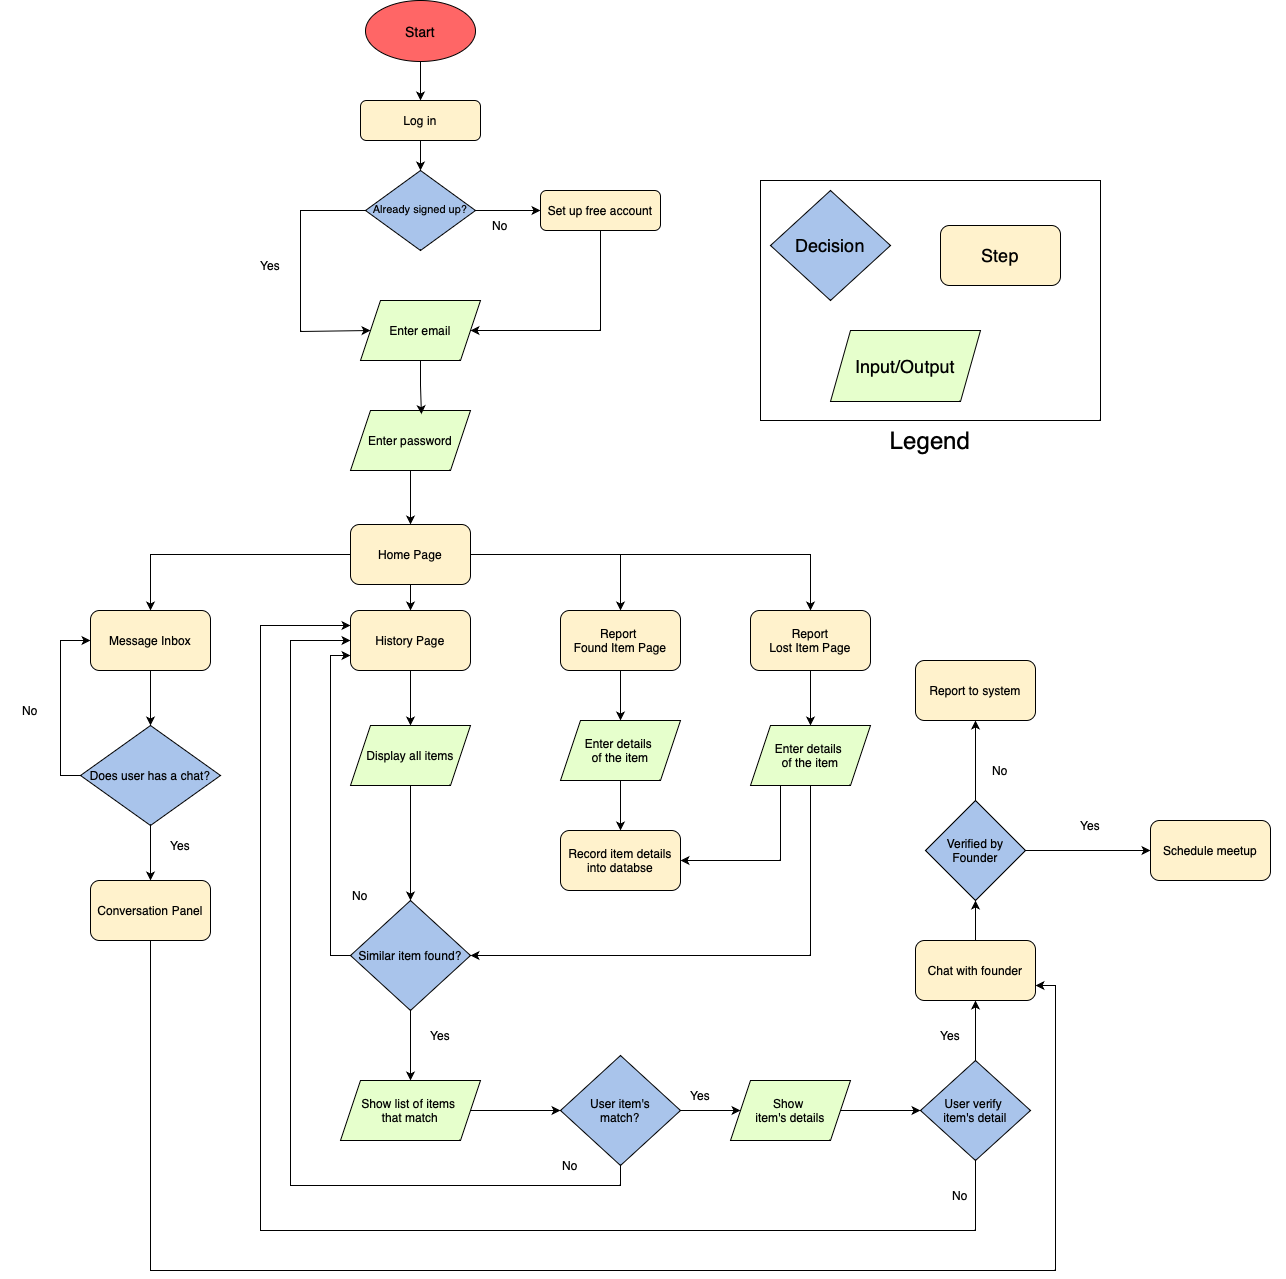 Start
Log in
Already signed up?
No
Set up free account
Yes
Enter email
Decision
Step
Input/Output
Legend
Enter password
Home Page
Message Inbox
History Page
Report
Found Item Page
Report
Lost Item Page
No
Does user has a chat?
Yes
Conversation Panel
Display all items
Enter details
of the item
Enter details
of the item
Record item details
into databse
No
Similar item found?
Yes
Report to system
No
Verified by
Founder
Yes
Schedule meetup
Chat with founder
Yes
Show list of items
that match
User item's
match?
Yes
No
Show
item's details
User verify
item's detail
No